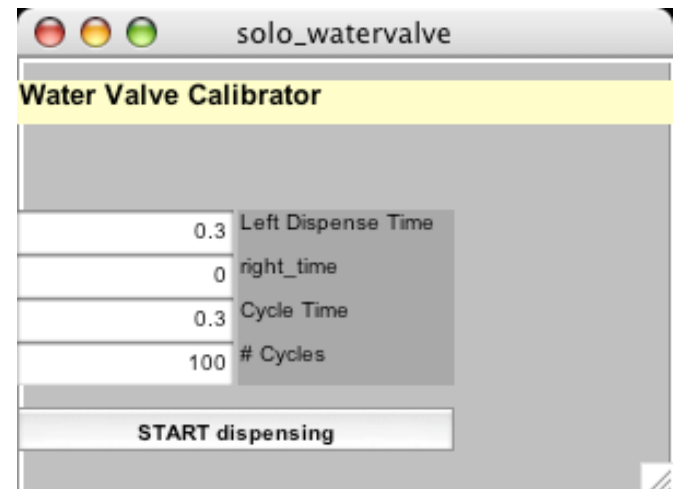 solo_watervalve
Water Valve Calibrator
0.3 Left Dispense Time
0 right_time
0.3 Cycle Time
100 # Cycles
START dispensing